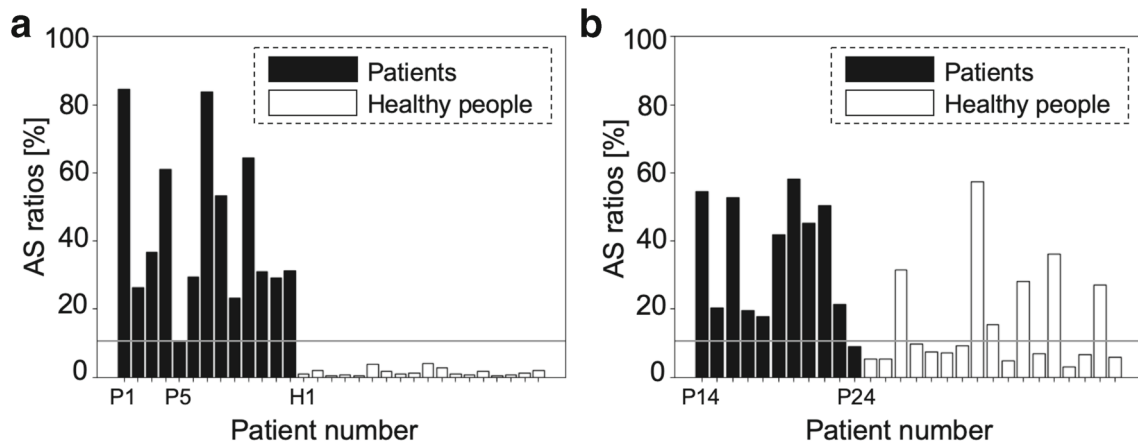 a
100
80
60
40
20
0
AS ratios [%]
Patients
Healthy people
P1 P5 H1
Patient number
b
100
80
60
40
20
0
AS ratios [%]
Patients
Healthy people
P14 P24
Patient number